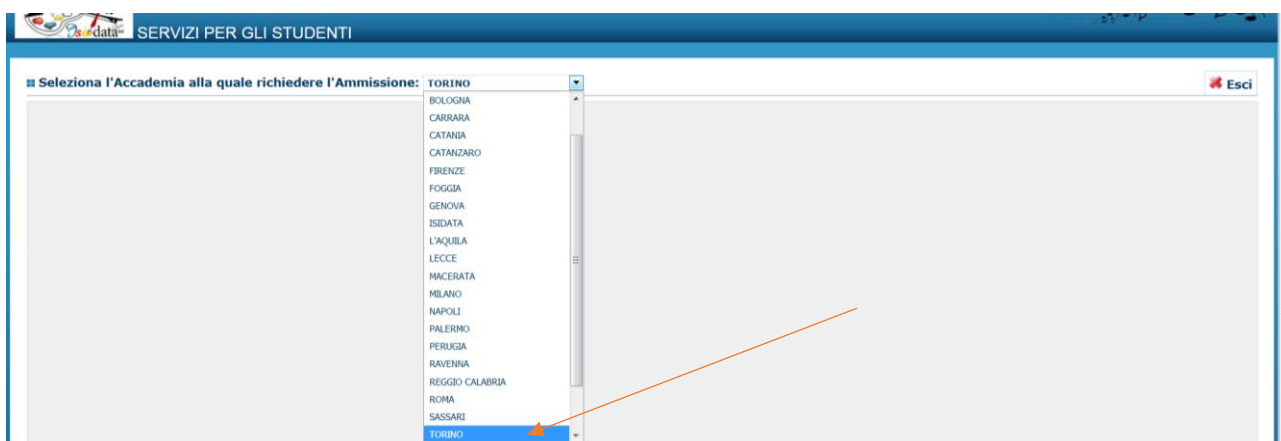 Isidata SERVIZI PER GLI STUDENTI
Seleziona l'Accademia alla quale richiedere l'Ammissione: TORINO Esci
BOLOGNA
CARRARA
CATANIA
CATANZARO
FIRENZE
FOGGIA
GENOVA
ISIDATA
L'AQUILA
LECCE
MACERATA
MILANO
NAPOLI
PALERMO
PERUGIA
RAVENNA
REGGIO CALABRIA
ROMA
SASSARI
TORINO